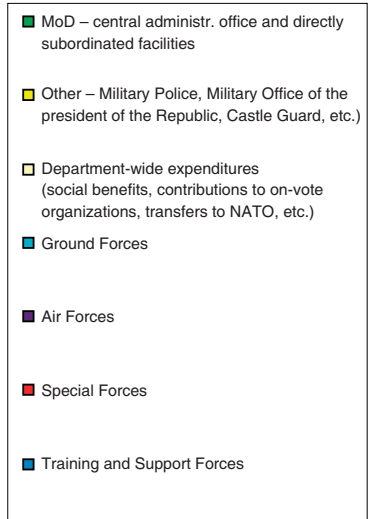 MoD – central administr. office and directly
subordinated facilities
Other – Military Police, Military Office of the
president of the Republic, Castle Guard, etc.)
Department-wide expenditures
(social benefits, contributions to on-vote
organizations, transfers to NATO, etc.)
Ground Forces
Air Forces
Special Forces
Training and Support Forces